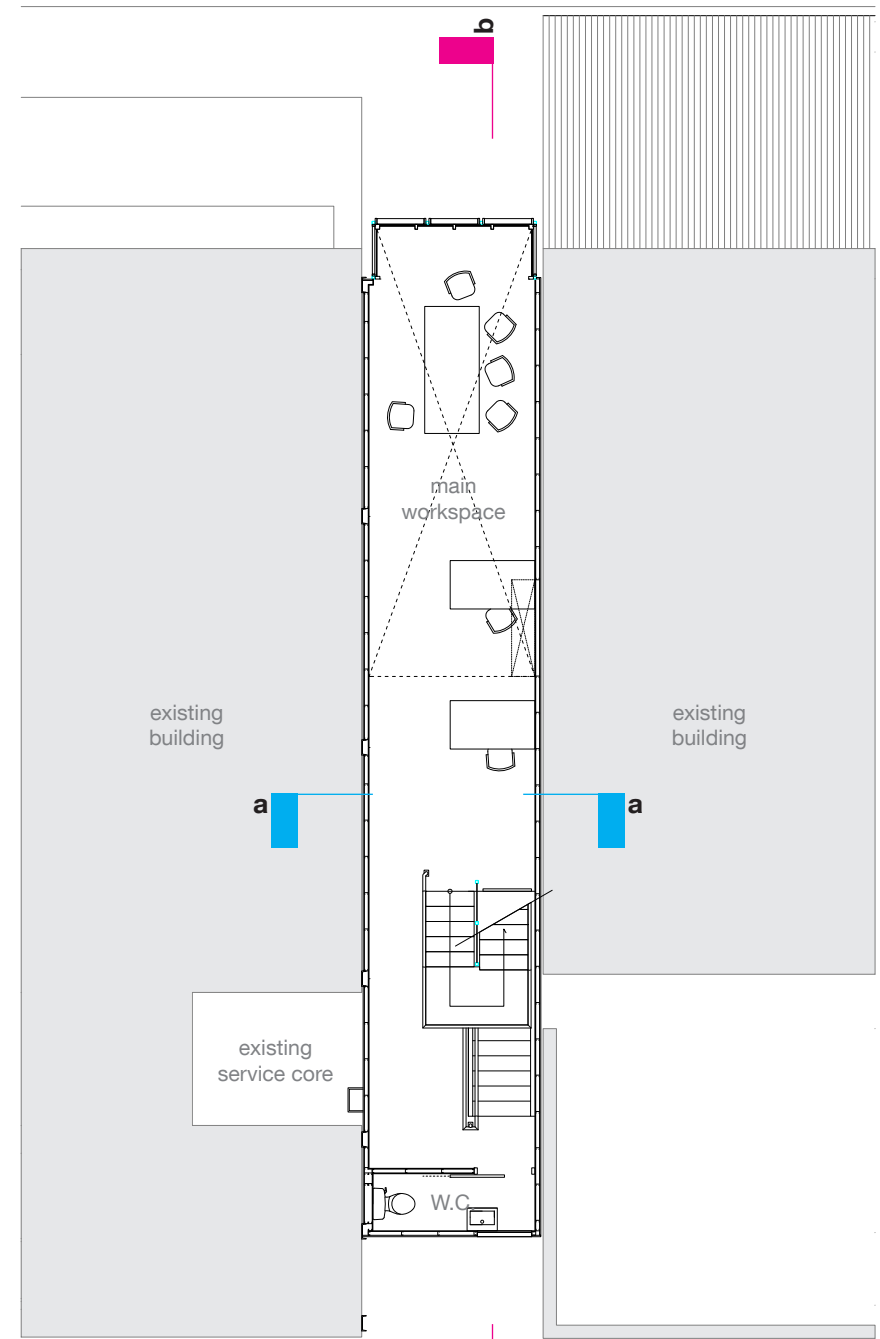 b
main
workspace
existing
building
existing
building
a
a
existing
service core
W.C.